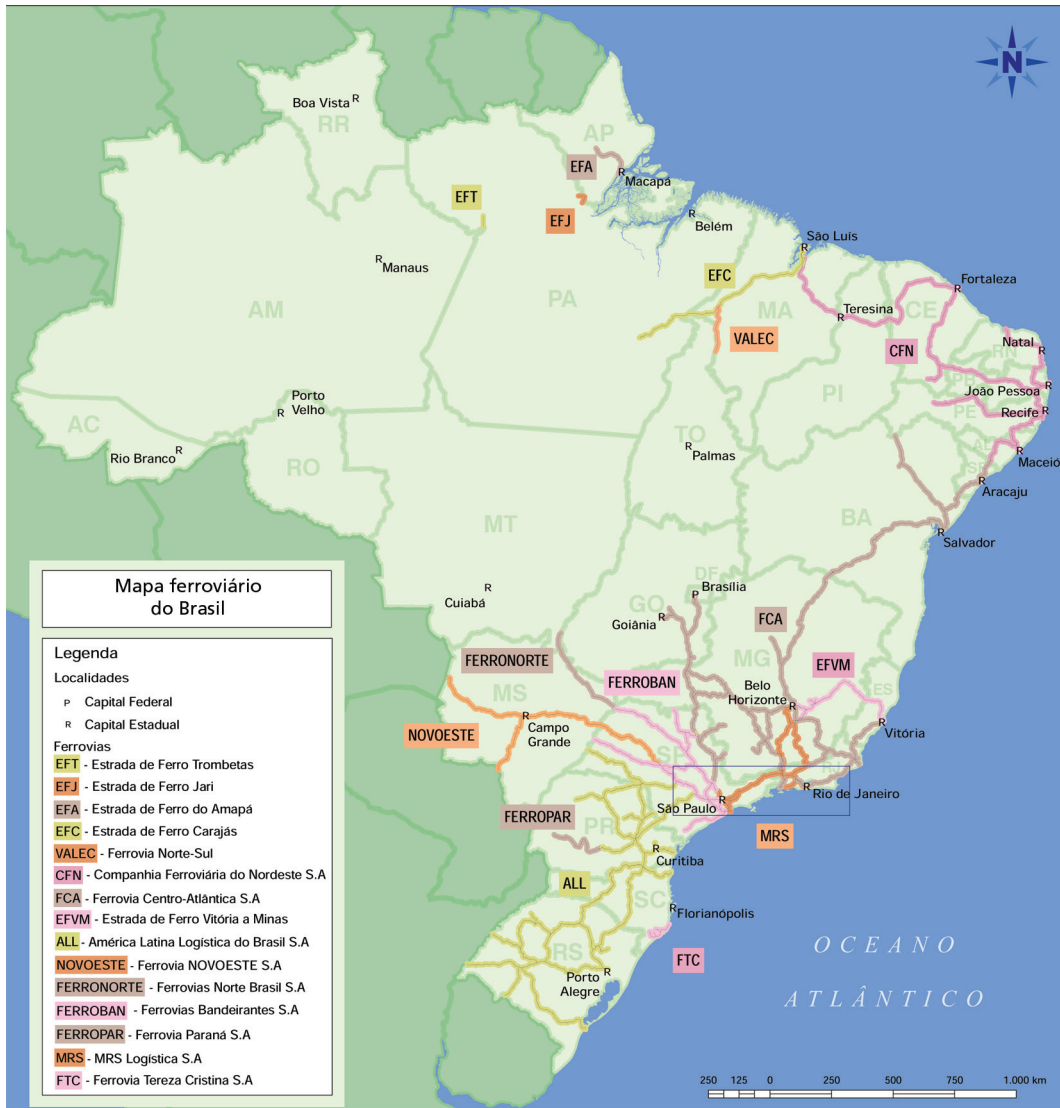 N
Boa Vista R
RR
AP
EFA
R
Macapá
EFT
EFJ
R
Belém
São Luís
R
R
Manaus
EFC
Fortaleza
R
AM
PA
MA
Teresina
R
CE
VALEC
CFN
Natal
R
RN
PI
PB
João Pessoa
R
Porto
Velho
R
AC
PE
Recife
R
TO
R
Palmas
AL
Rio Branco
R
RO
R
Maceió
SE
R
Aracaju
MT
BA
R
Salvador
DF
Brasília
P
R
Cuiabá
GO
Goiânia
R
FCA
FERRONORTE
FERROBAN
MG
EFVM
MS
Belo
Horizonte
R
ES
NOVOESTE
R
Campo
Grande
R
Vitória
SP
RJ
São Paulo
R
R
Rio de Janeiro
FERROPAR
MRS
PR
R
Curitiba
ALL
SC
R
Florianópolis
RS
FTC
Porto
Alegre
R
OCEANO
ATLÂNTICO
250 125 0 250 500 750 1.000 km
Mapa ferroviário
do Brasil
Legenda
Localidades
P Capital Federal
R Capital Estadual
Ferrovias
EFT - Estrada de Ferro Trombetas
EFJ - Estrada de Ferro Jari
EFA - Estrada de Ferro do Amapá
EFC - Estrada de Ferro Carajás
VALEC - Ferrovia Norte-Sul
CFN - Companhia Ferroviária do Nordeste S.A
FCA - Ferrovia Centro-Atlântica S.A
EFVM - Estrada de Ferro Vitória a Minas
ALL - América Latina Logística do Brasil S.A
NOVOESTE - Ferrovia NOVOESTE S.A
FERRONORTE - Ferrovias Norte Brasil S.A
FERROBAN - Ferrovias Bandeirantes S.A
FERROPAR - Ferrovia Paraná S.A
MRS - MRS Logística S.A
FTC - Ferrovia Tereza Cristina S.A